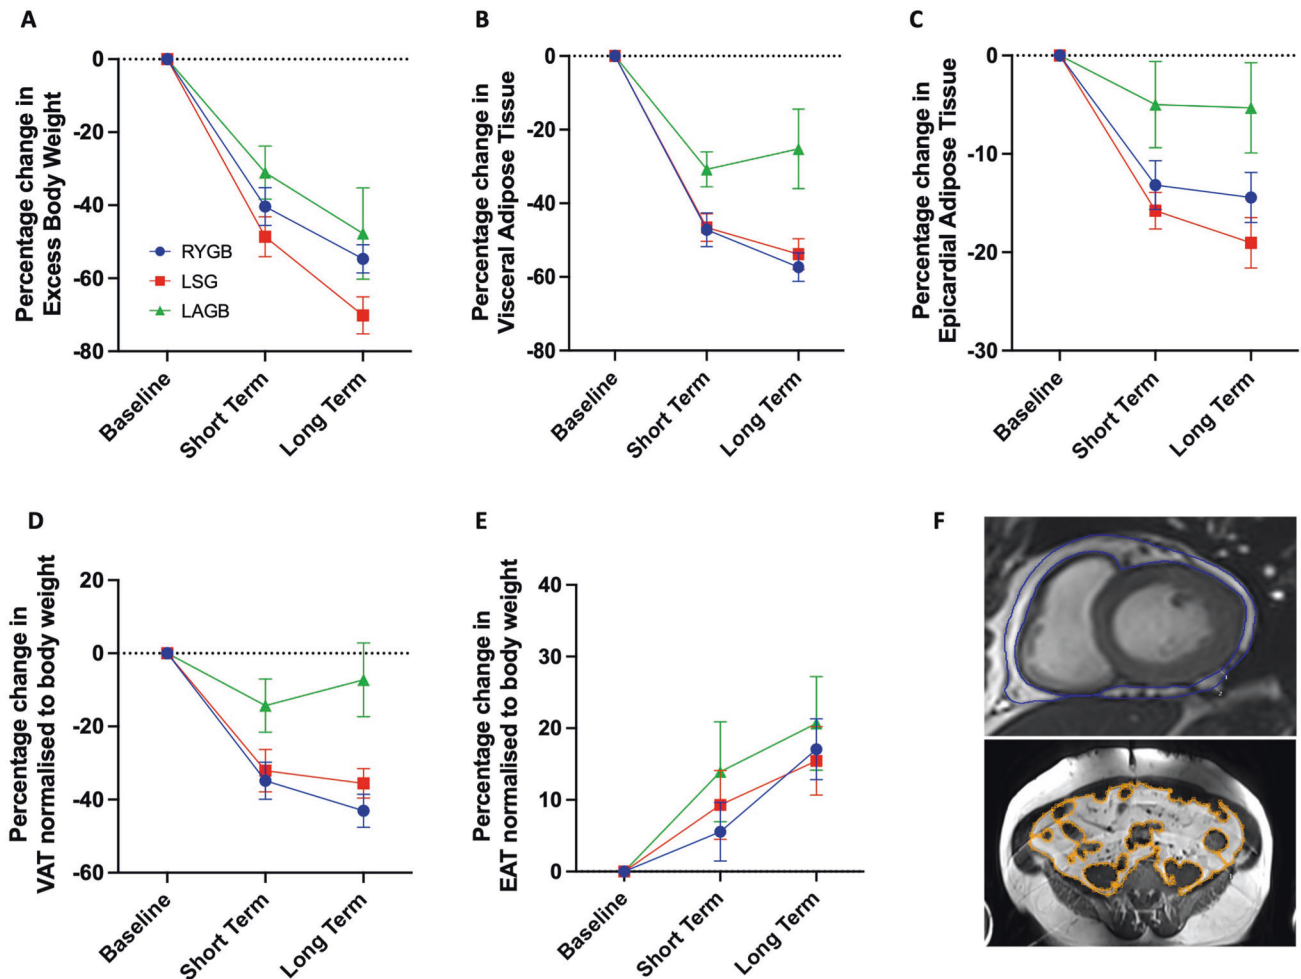 A
Percentage change in
Excess Body Weight
0
-20
-40
-60
-80
RYGB
LSG
LAGB
Baseline
Short Term
Long Term
B
Percentage change in
Visceral Adipose Tissue
0
-20
-40
-60
-80
Baseline
Short Term
Long Term
C
Percentage change in
Epicardial Adipose Tissue
0
-10
-20
-30
Baseline
Short Term
Long Term
D
Percentage change in
VAT normalised to body weight
20
0
-20
-40
-60
Baseline
Short Term
Long Term
E
Percentage change in
EAT normalised to body weight
40
30
20
10
0
Baseline
Short Term
Long Term
F